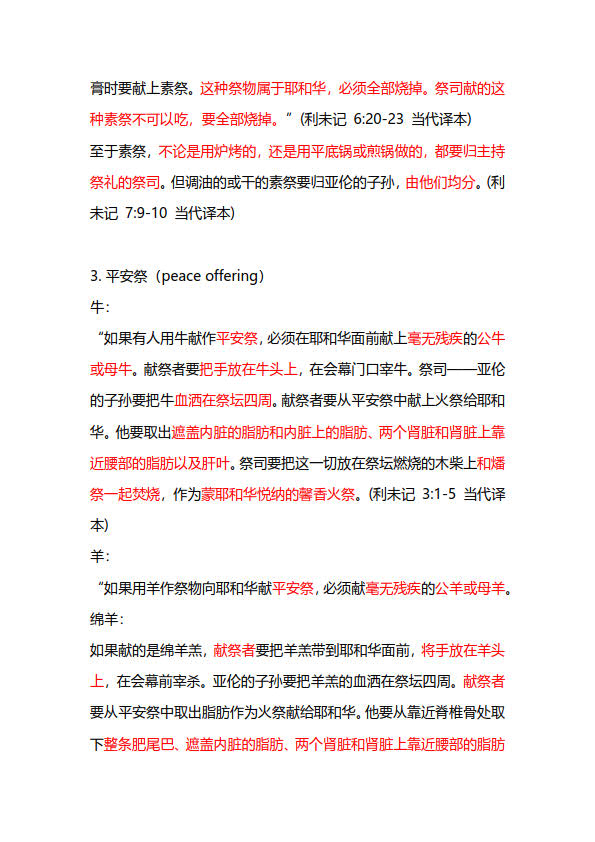 膏时要献上素祭。这种祭物属于耶和华，必须全部烧掉。祭司献的这
种素祭不可以吃，要全部烧掉。”(利未记 6:20-23 当代译本)
至于素祭，不论是用炉烤的，还是用平底锅或煎锅做的，都要归主持
祭礼的祭司。但调油的或干的素祭要归亚伦的子孙，由他们均分。(利
未记 7:9-10 当代译本)
3. 平安祭（peace offering）
牛：
“如果有人用牛献作平安祭，必须在耶和华面前献上毫无残疾的公牛
或母牛。献祭者要把手放在牛头上，在会幕门口宰牛。祭司——亚伦
的子孙要把牛血洒在祭坛四周。献祭者要从平安祭中献上火祭给耶和
华。他要取出遮盖内脏的脂肪和内脏上的脂肪、两个肾脏和肾脏上靠
近腰部的脂肪以及肝叶。祭司要把这一切放在祭坛燃烧的木柴上和燔
祭一起焚烧，作为蒙耶和华悦纳的馨香火祭。(利未记 3:1-5 当代译
本)
羊：
“如果用羊作祭物向耶和华献平安祭，必须献毫无残疾的公羊或母羊。
绵羊：
如果献的是绵羊羔，献祭者要把羊羔带到耶和华面前，将手放在羊头
上，在会幕前宰杀。亚伦的子孙要把羊羔的血洒在祭坛四周。献祭者
要从平安祭中取出脂肪作为火祭献给耶和华。他要从靠近脊椎骨处取
下整条肥尾巴、遮盖内脏的脂肪、两个肾脏和肾脏上靠近腰部的脂肪